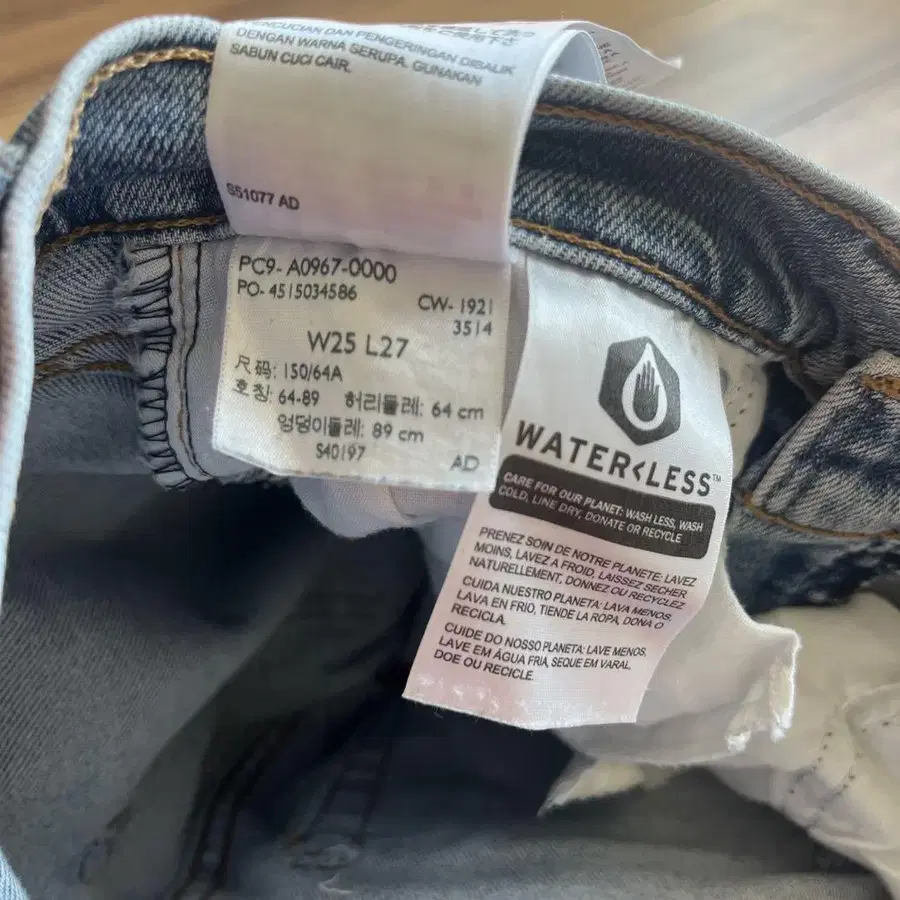 PENCUCIAN DAN PENGERINGAN DIBALIK
DENGAN WARNA SERUPA. GUNAKAN
SABUN CUCI CAIR.
S51077 AD
PC9- A0967-0000
PO- 4515034586
CW- 1921
3514
W25 L27
尺码: 150/64A
호칭: 64-89 허리둘레: 64 cm
엉덩이둘레: 89 cm
S40197
AD
WATER<LESS™
CARE FOR OUR PLANET: WASH LESS, WASH
COLD, LINE DRY, DONATE OR RECYCLE
PRENEZ SOIN DE NOTRE PLANETE: LAVEZ
MOINS, LAVEZ A FROID, LAISSEZ SECHER
NATURELLEMENT, DONNEZ OU RECYCLEZ
CUIDA NUESTRO PLANETA: LAVA MENOS,
LAVA EN FRIO, TIENDE LA ROPA, DONA O
RECICLA.
CUIDE DO NOSSO PLANETA: LAVE MENOS,
LAVE EM ÁGUA FRIA, SEQUE EM VARAL,
DOE OU RECICLE.